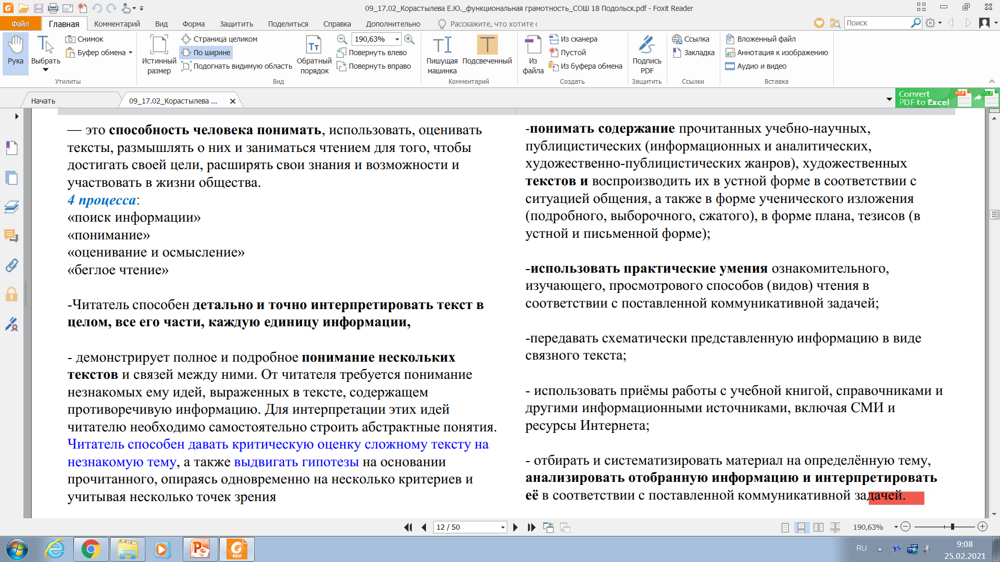 09_17.02_Корастылева Е.Ю._функциональная грамотность_СОШ 18 Подольск.pdf - Foxit Reader
Файл Главная Комментарий Вид Форма Защитить Поделиться Справка Дополнительно Расскажите, что хотите с Поиск
Рука
Выбрать
Снимок
Буфер обмена
Утилиты
Истинный размер
Страница целиком
По ширине
Подогнать видимую область
Обратный порядок
190,63%
Повернуть влево
Повернуть вправо
Вид
Пишущая машинка
Подсвеченный
Комментарий
Из файла
Из сканера
Пустой
Из буфера обмена
Создать
Подпись PDF
Защитить
Ссылка
Закладка
Ссылки
Вложенный файл
Аннотация к изображению
Аудио и видео
Вставка
Начать
09_17.02_Корастылева ...
Convert
PDF to Excel
PDF
XLS
— это способность человека понимать, использовать, оценивать
тексты, размышлять о них и заниматься чтением для того, чтобы
достигать своей цели, расширять свои знания и возможности и
участвовать в жизни общества.
4 процесса:
«поиск информации»
«понимание»
«оценивание и осмысление»
«беглое чтение»
-Читатель способен детально и точно интерпретировать текст в
целом, все его части, каждую единицу информации,
- демонстрирует полное и подробное понимание нескольких
текстов и связей между ними. От читателя требуется понимание
незнакомых ему идей, выраженных в тексте, содержащем
противоречивую информацию. Для интерпретации этих идей
читателю необходимо самостоятельно строить абстрактные понятия.
Читатель способен давать критическую оценку сложному тексту на
незнакомую тему, а также выдвигать гипотезы на основании
прочитанного, опираясь одновременно на несколько критериев и
учитывая несколько точек зрения
-понимать содержание прочитанных учебно-научных,
публицистических (информационных и аналитических,
художественно-публицистических жанров), художественных
текстов и воспроизводить их в устной форме в соответствии с
ситуацией общения, а также в форме ученического изложения
(подробного, выборочного, сжатого), в форме плана, тезисов (в
устной и письменной форме);
-использовать практические умения ознакомительного,
изучающего, просмотрового способов (видов) чтения в
соответствии с поставленной коммуникативной задачей;
-передавать схематически представленную информацию в виде
связного текста;
- использовать приёмы работы с учебной книгой, справочниками и
другими информационными источниками, включая СМИ и
ресурсы Интернета;
- отбирать и систематизировать материал на определённую тему,
анализировать отобранную информацию и интерпретировать
её в соответствии с поставленной коммуникативной задачей.
12 / 50
190,63%
RU
9:08
25.02.2021